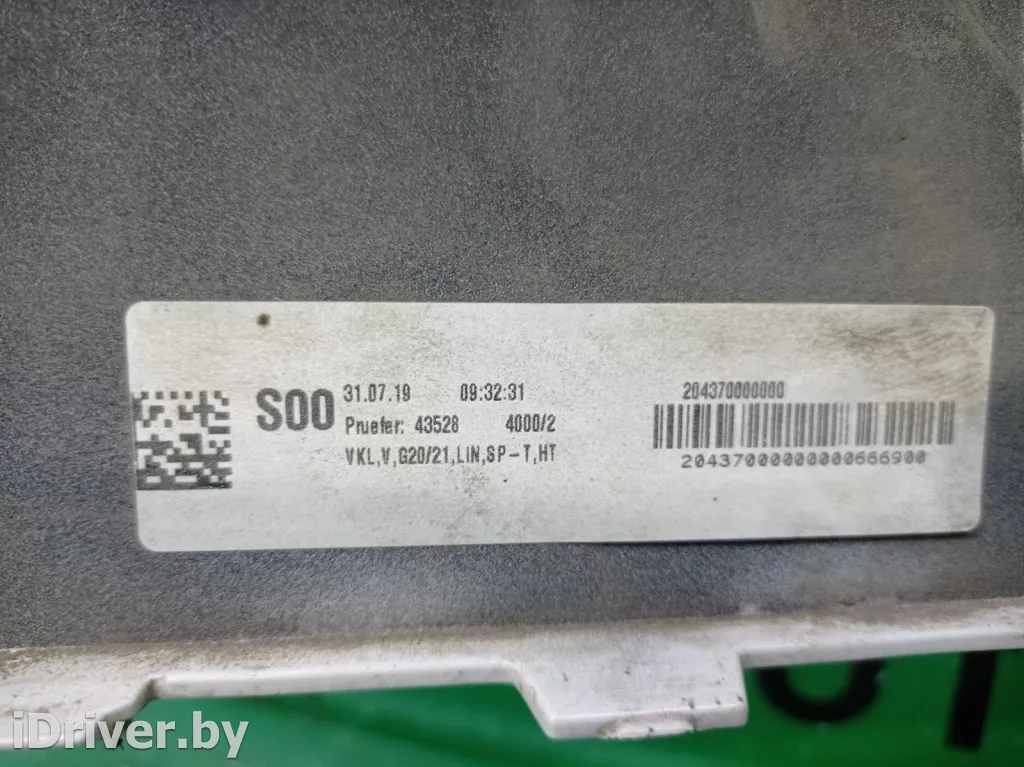 S00
31.07.19 09:32:31
Pruefer: 43528 4000/2
VKL,V,G20/21,LIN,SP-T,HT
204370000000
20437000000000666900
iDriver.by